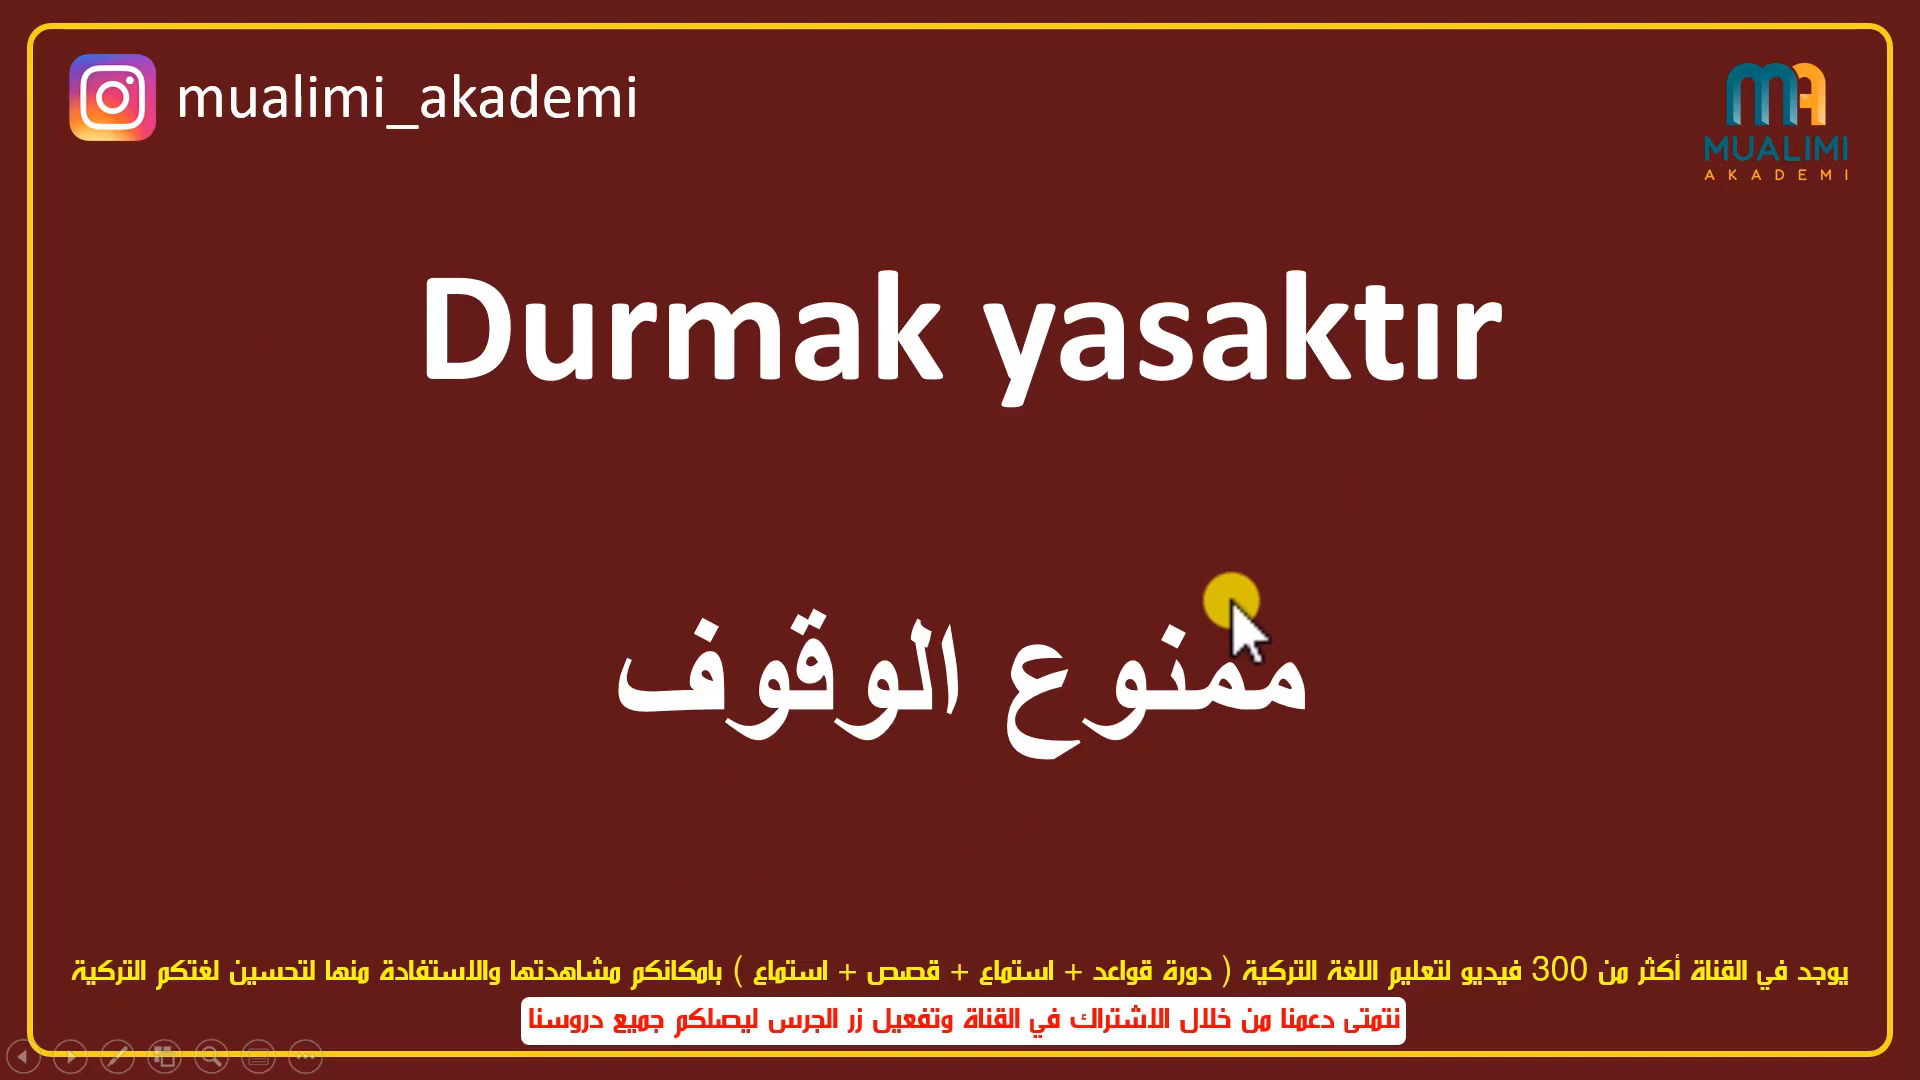 mualimi_akademi
MUALIMI
AKADEMI
Durmak yasaktır
ممنوع الوقوف
يوجد في القناة أكثر من 300 فيديو لتعليم اللغة التركية ( دورة قواعد + استماع + قصص + استماع ) بامكانكم مشاهدتها والاستفادة منها لتحسين لغتكم التركية
نتمتى دعمنا من خلال الاشتراك في القناة وتفعيل زر الجرس ليصلكم جميع دروسنا